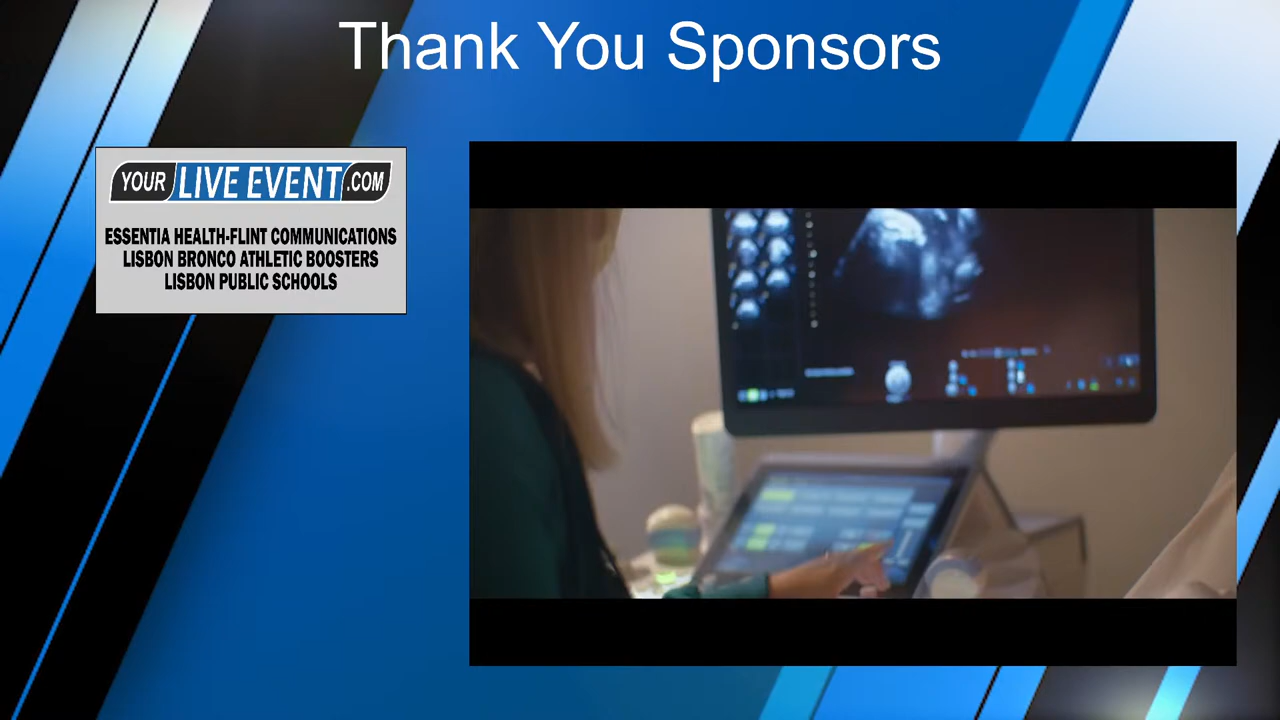 Thank You Sponsors
YOUR LIVE EVENT .COM
ESSENTIA HEALTH-FLINT COMMUNICATIONS
LISBON BRONCO ATHLETIC BOOSTERS
LISBON PUBLIC SCHOOLS